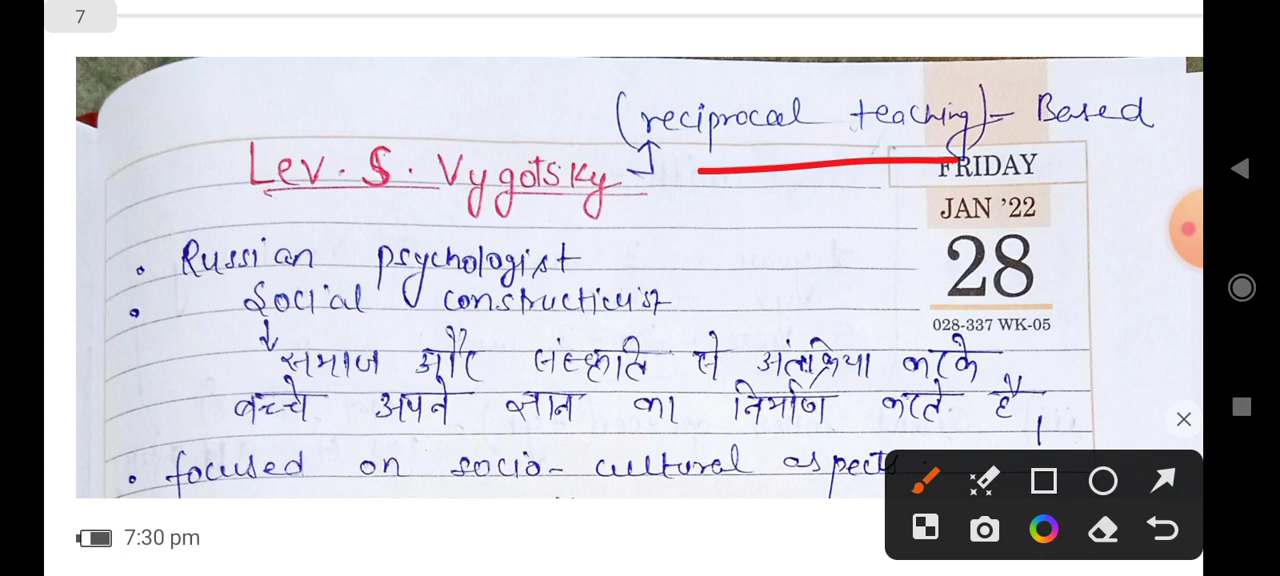 7
(reciprocal teaching) - Based
Lev. S. Vygotsky
FRIDAY
JAN '22
28
028-337 WK-05
• Russian psychologist
• Social constructivist
समाज और संस्कृति से अंतःक्रिया करके
बच्चे अपने ज्ञान का निर्माण करते है।
• focused on socio-cultural aspects
7:30 pm